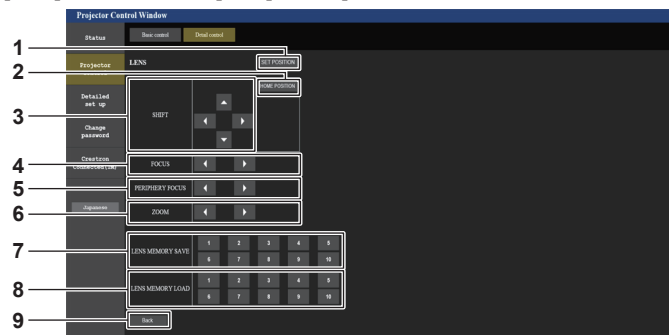 Projector Control Window
Status
Basic control
Detail control
1
LENS
SET POSITION
2
Projector
HOME POSITION
3
Detailed
set up
SHIFT
Change
password
4
Crestron
FOCUS
5
PERIPHERY FOCUS
6
Japanese
ZOOM
7
LENS MEMORY SAVE
1 2 3 4 5
6 7 8 9 10
8
LENS MEMORY LOAD
1 2 3 4 5
6 7 8 9 10
9
Back